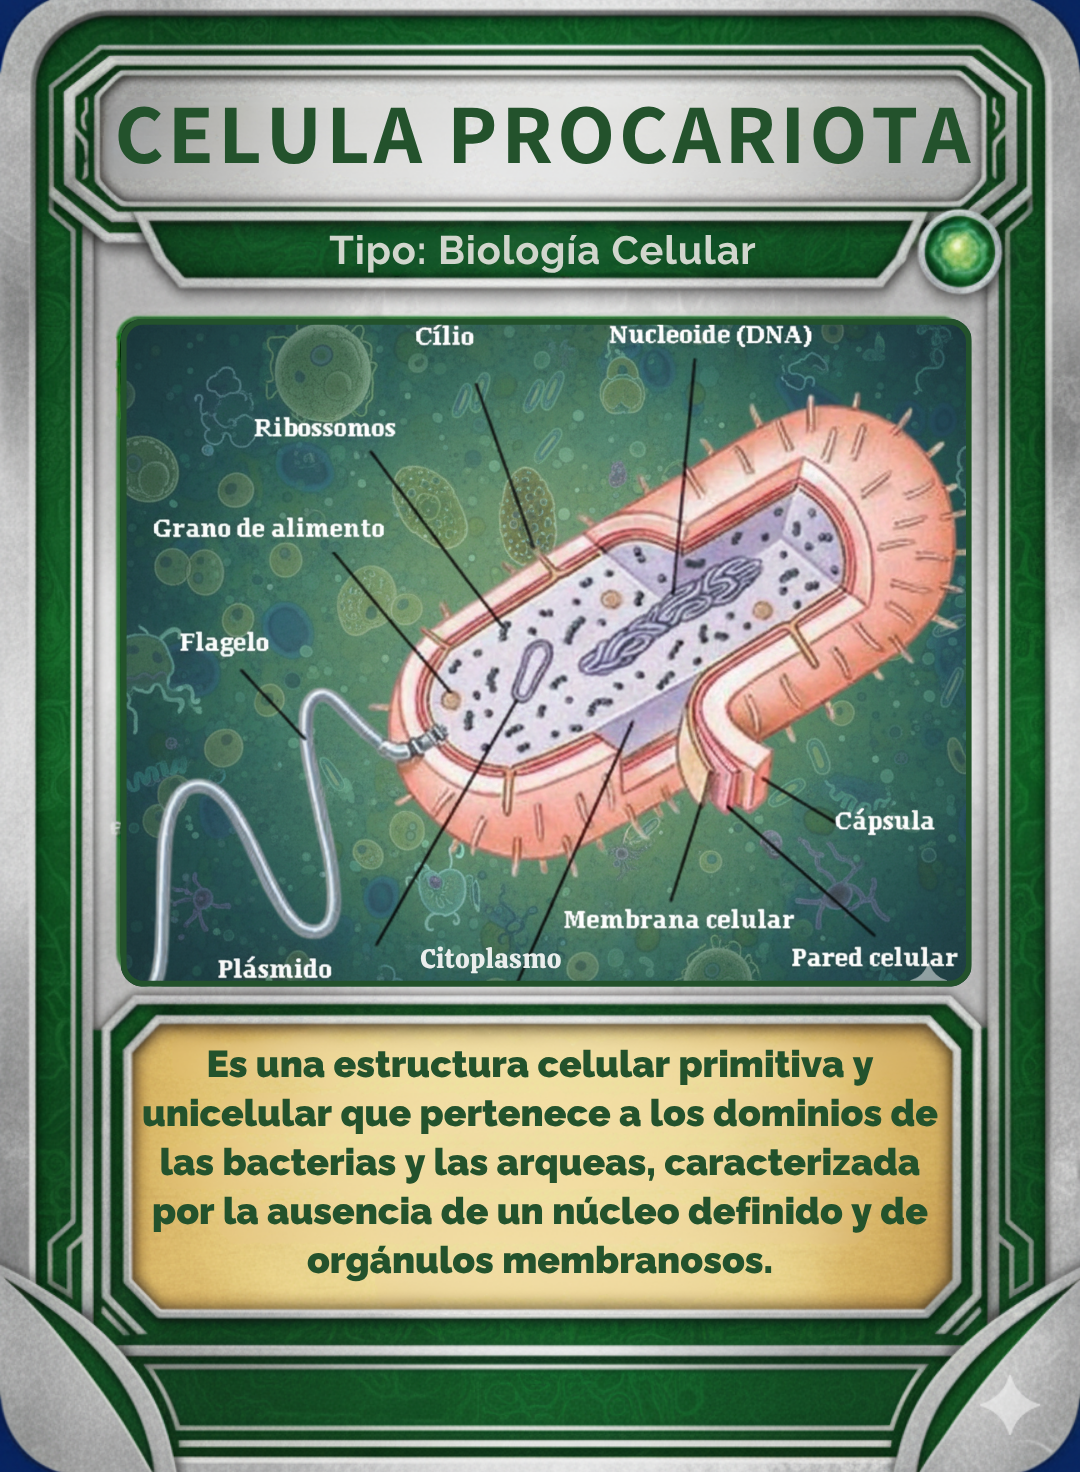 CELULA PROCARIOTA
Tipo: Biología Celular
Cílio
Nucleoide (DNA)
Ribossomos
Grano de alimento
Flagelo
Cápsula
Membrana celular
Pared celular
Citoplasmo
Plásmido
Es una estructura celular primitiva y
unicelular que pertenece a los dominios de
las bacterias y las arqueas, caracterizada
por la ausencia de un núcleo definido y de
orgánulos membranosos.